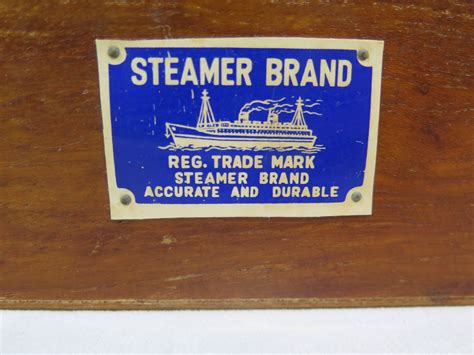 STEAMER BRAND
REG. TRADE MARK
STEAMER BRAND
ACCURATE AND DURABLE